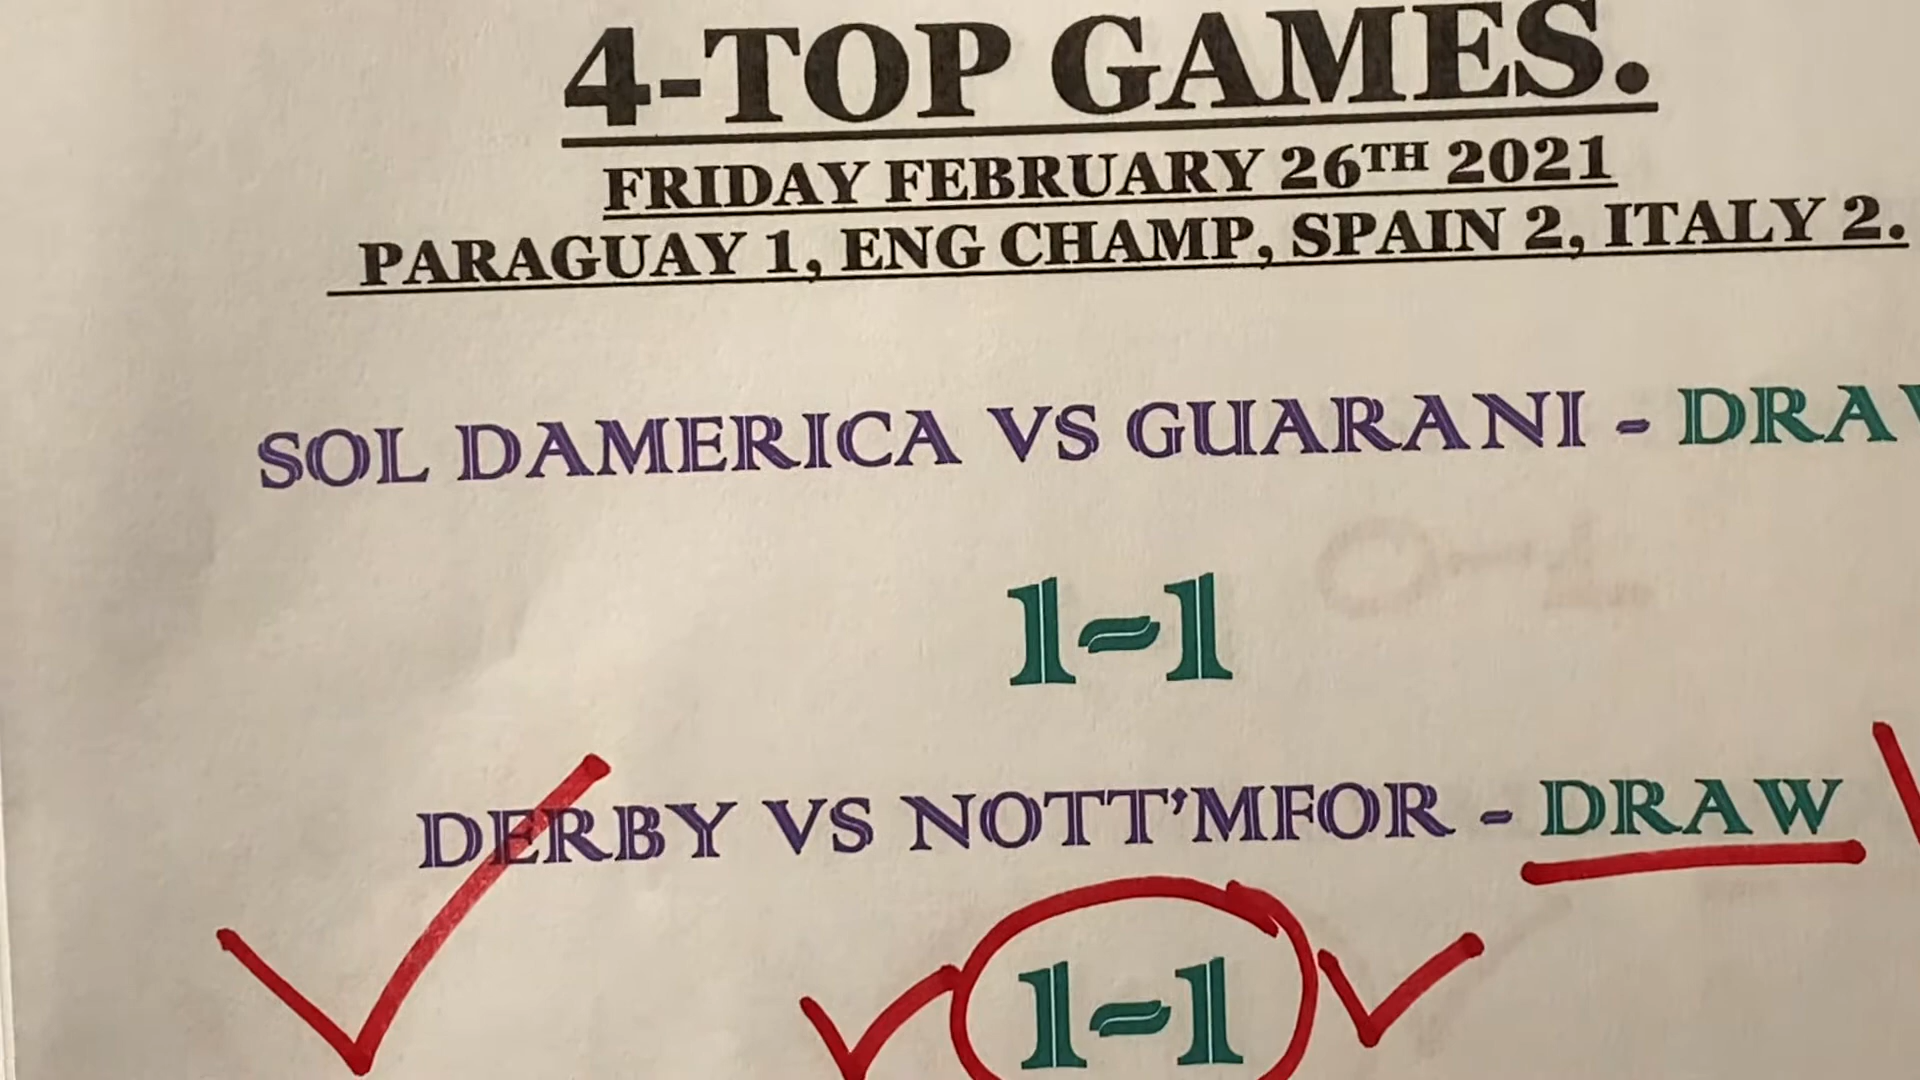 4-TOP GAMES.
FRIDAY FEBRUARY 26TH 2021
PARAGUAY 1, ENG CHAMP, SPAIN 2, ITALY 2.
SOL DAMERICA VS GUARANI - DRAW
1-1
DERBY VS NOTT'MFOR - DRAW
1-1